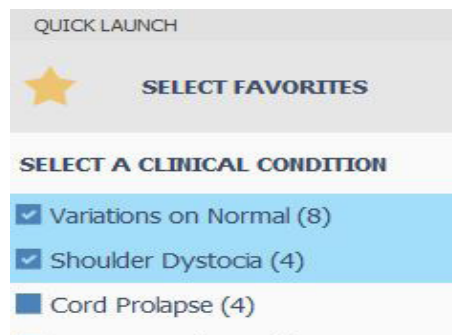 QUICK LAUNCH
SELECT FAVORITES
SELECT A CLINICAL CONDITION
Variations on Normal (8)
Shoulder Dystocia (4)
Cord Prolapse (4)